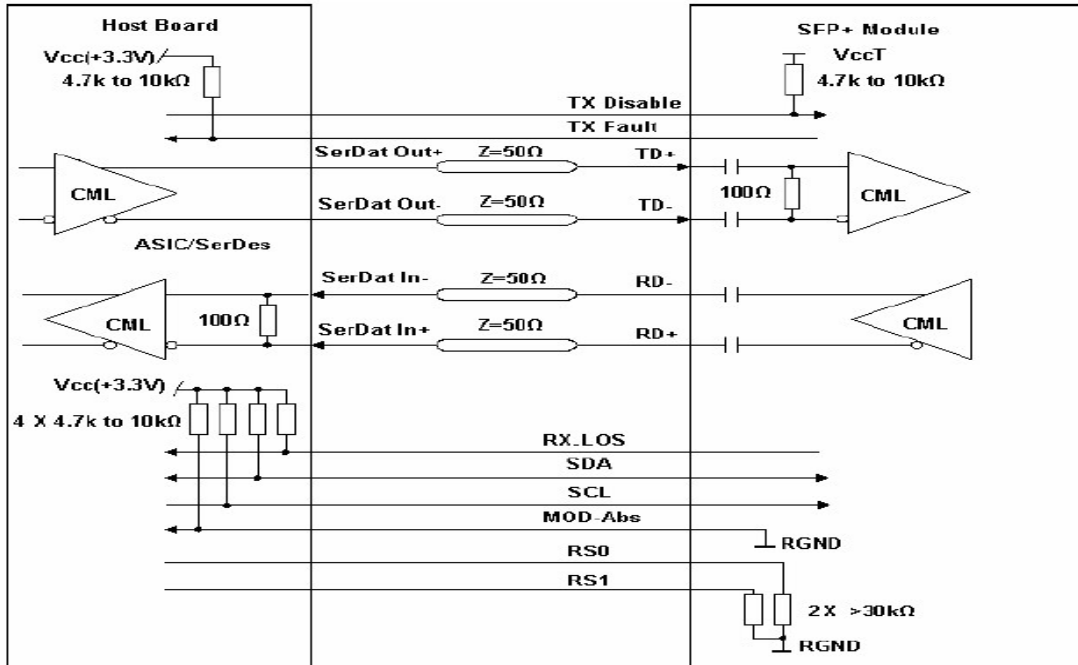 Host Board
SFP+ Module
Vcc(+3.3V)
4.7k to 10kΩ
VccT
4.7k to 10kΩ
TX Disable
TX Fault
SerDat Out+
Z=50Ω
TD+
CML
100Ω
CML
SerDat Out-
Z=50Ω
TD-
ASIC/SerDes
SerDat In-
Z=50Ω
RD-
100Ω
CML
CML
SerDat In+
Z=50Ω
RD+
Vcc(+3.3V)
4 X 4.7k to 10kΩ
RX-LOS
SDA
SCL
MOD-Abs
RGND
RS0
RS1
2X >30kΩ
RGND